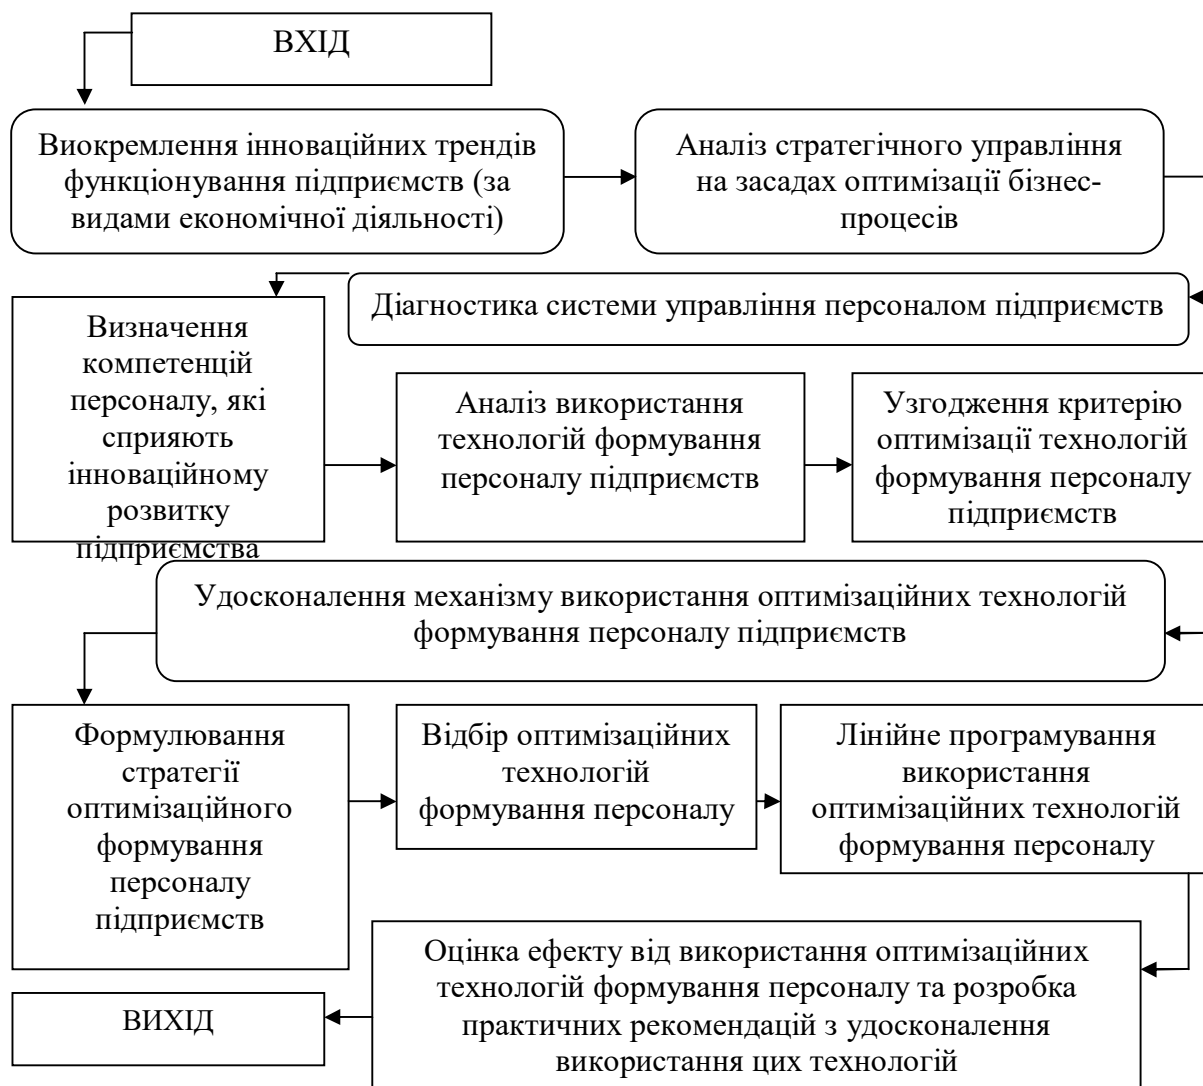 ВХІД
Виокремлення інноваційних трендів
функціонування підприємств (за
видами економічної діяльності)
Аналіз стратегічного управління
на засадах оптимізації бізнес-
процесів
Діагностика системи управління персоналом підприємств
Визначення
компетенцій
персоналу, які
сприяють
інноваційному
розвитку
підприємства
Аналіз використання
технологій формування
персоналу підприємств
Узгодження критерію
оптимізації технологій
формування персоналу
підприємств
Удосконалення механізму використання оптимізаційних технологій
формування персоналу підприємств
Формулювання
стратегії
оптимізаційного
формування
персоналу
підприємств
Відбір оптимізаційних
технологій
формування персоналу
Лінійне програмування
використання
оптимізаційних технологій
формування персоналу
Оцінка ефекту від використання оптимізаційних
технологій формування персоналу та розробка
практичних рекомендацій з удосконалення
використання цих технологій
ВИХІД